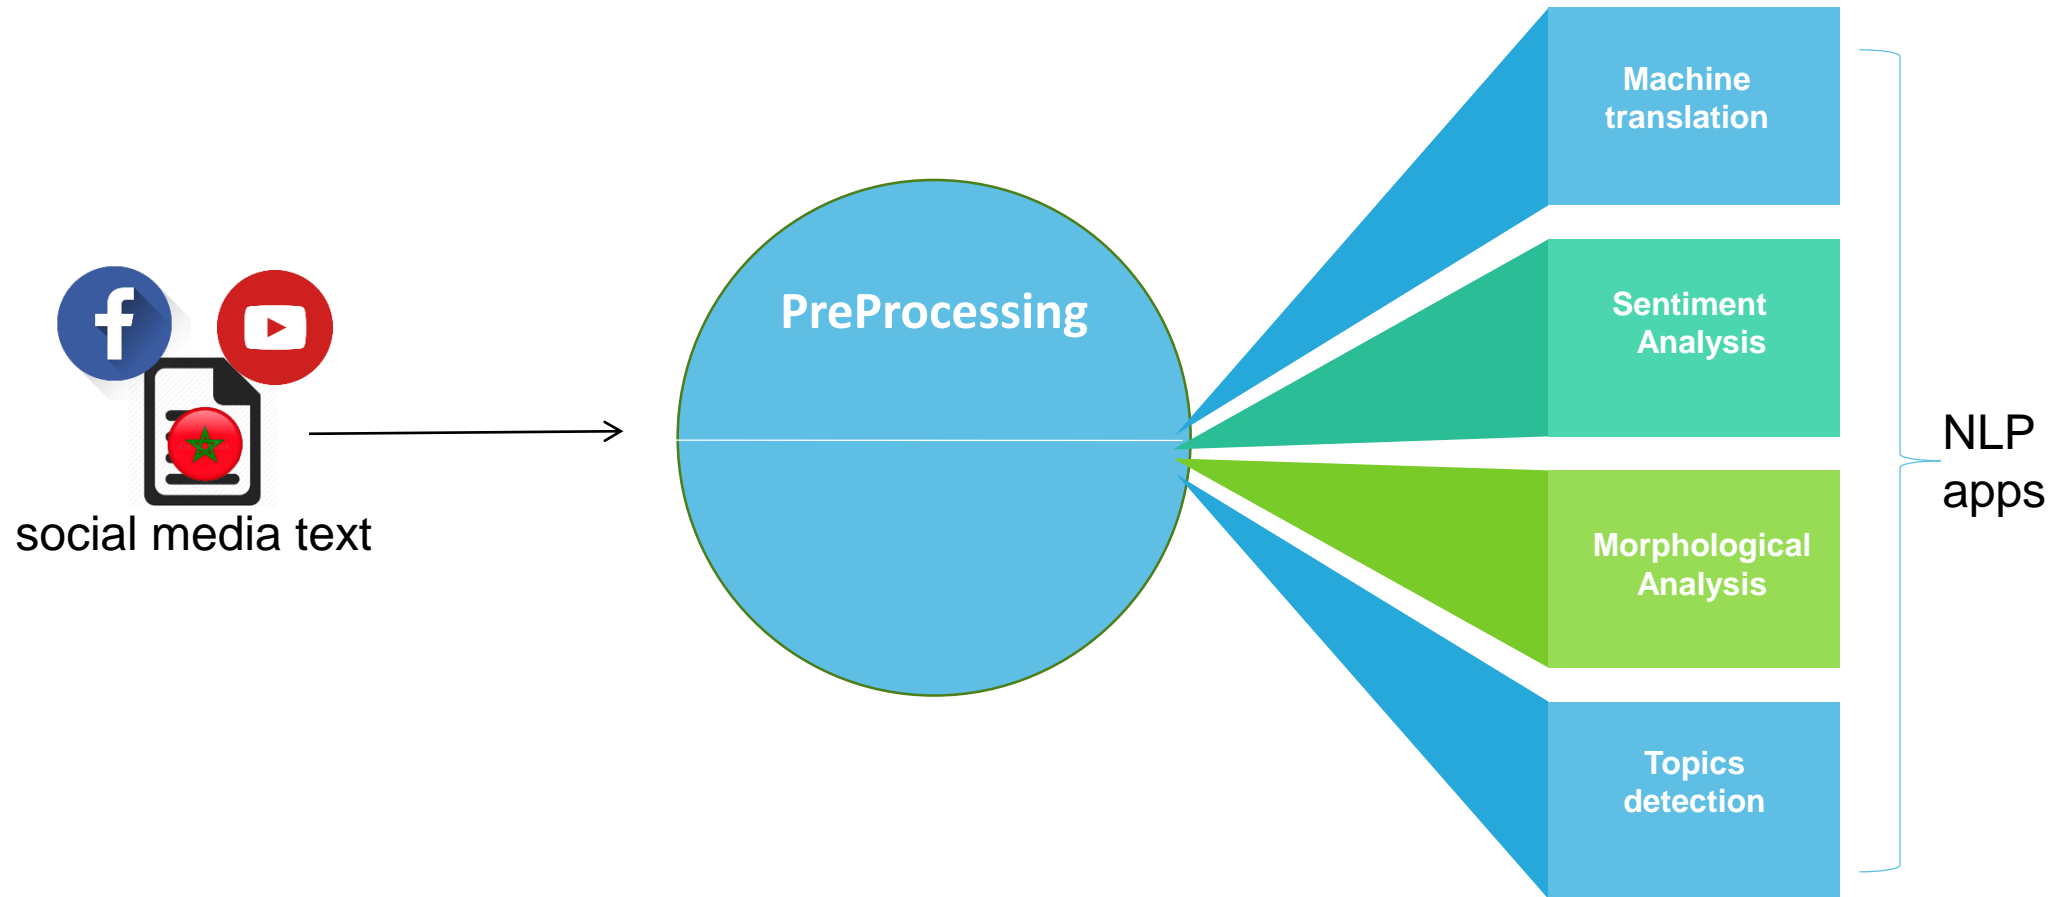 social media text
PreProcessing
Machine
translation
Sentiment
Analysis
Morphological
Analysis
Topics
detection
NLP
apps